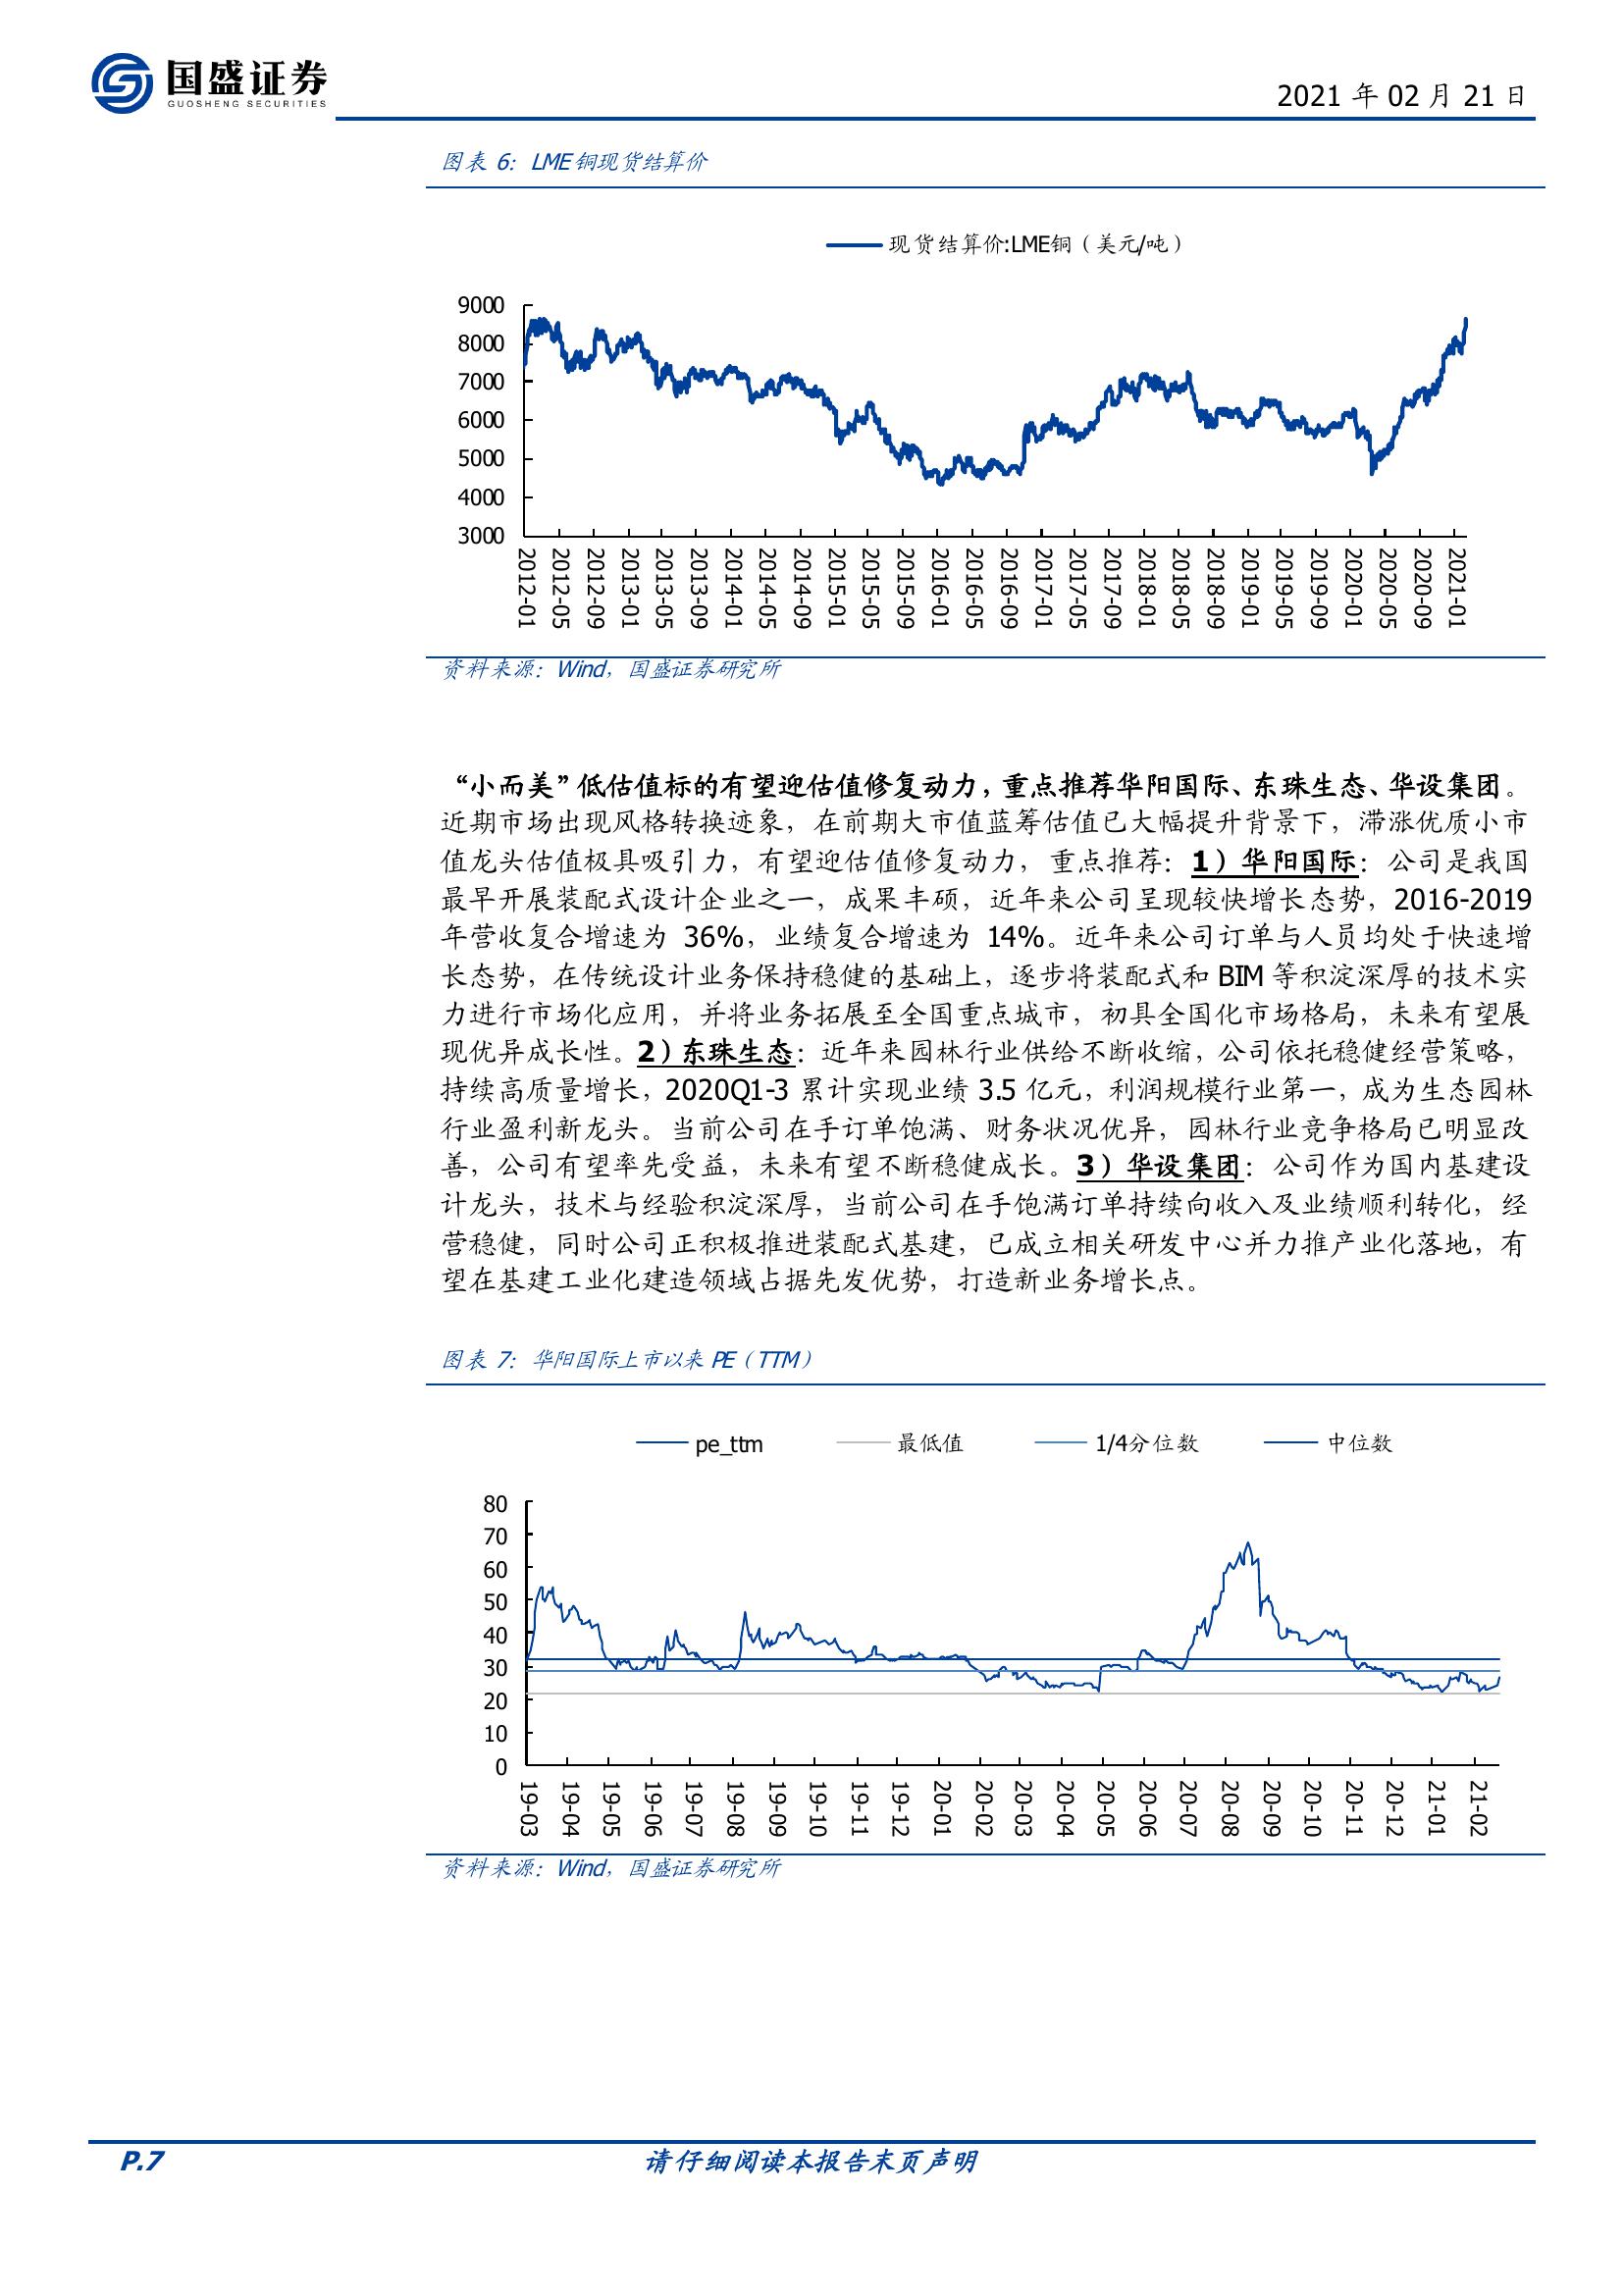 国盛证券
GUOSHENG SECURITIES
2021 年 02 月 21 日
图表 6：LME 铜现货结算价
现货结算价:LME铜（美元/吨）
9000
8000
7000
6000
5000
4000
3000
2012-01
2012-05
2012-09
2013-01
2013-05
2013-09
2014-01
2014-05
2014-09
2015-01
2015-05
2015-09
2016-01
2016-05
2016-09
2017-01
2017-05
2017-09
2018-01
2018-05
2018-09
2019-01
2019-05
2019-09
2020-01
2020-05
2020-09
2021-01
资料来源：Wind，国盛证券研究所
“小而美”低估值标的有望迎估值修复动力，重点推荐华阳国际、东珠生态、华设集团。
近期市场出现风格转换迹象，在前期大市值蓝筹估值已大幅提升背景下，滞涨优质小市
值龙头估值极具吸引力，有望迎估值修复动力，重点推荐：1）华阳国际：公司是我国
最早开展装配式设计企业之一，成果丰硕，近年来公司呈现较快增长态势，2016-2019
年营收复合增速为 36%，业绩复合增速为 14%。近年来公司订单与人员均处于快速增
长态势，在传统设计业务保持稳健的基础上，逐步将装配式和 BIM 等积淀深厚的技术实
力进行市场化应用，并将业务拓展至全国重点城市，初具全国化市场格局，未来有望展
现优异成长性。2）东珠生态：近年来园林行业供给不断收缩，公司依托稳健经营策略，
持续高质量增长，2020Q1-3 累计实现业绩 3.5 亿元，利润规模行业第一，成为生态园林
行业盈利新龙头。当前公司在手订单饱满、财务状况优异，园林行业竞争格局已明显改
善，公司有望率先受益，未来有望不断稳健成长。3）华设集团：公司作为国内基建设
计龙头，技术与经验积淀深厚，当前公司在手饱满订单持续向收入及业绩顺利转化，经
营稳健，同时公司正积极推进装配式基建，已成立相关研发中心并力推产业化落地，有
望在基建工业化建造领域占据先发优势，打造新业务增长点。
图表 7：华阳国际上市以来 PE（TTM）
pe_ttm 最低值 1/4分位数 中位数
80
70
60
50
40
30
20
10
0
19-03
19-04
19-05
19-06
19-07
19-08
19-09
19-10
19-11
19-12
20-01
20-02
20-03
20-04
20-05
20-06
20-07
20-08
20-09
20-10
20-11
20-12
21-01
21-02
资料来源：Wind，国盛证券研究所
P.7 请仔细阅读本报告末页声明